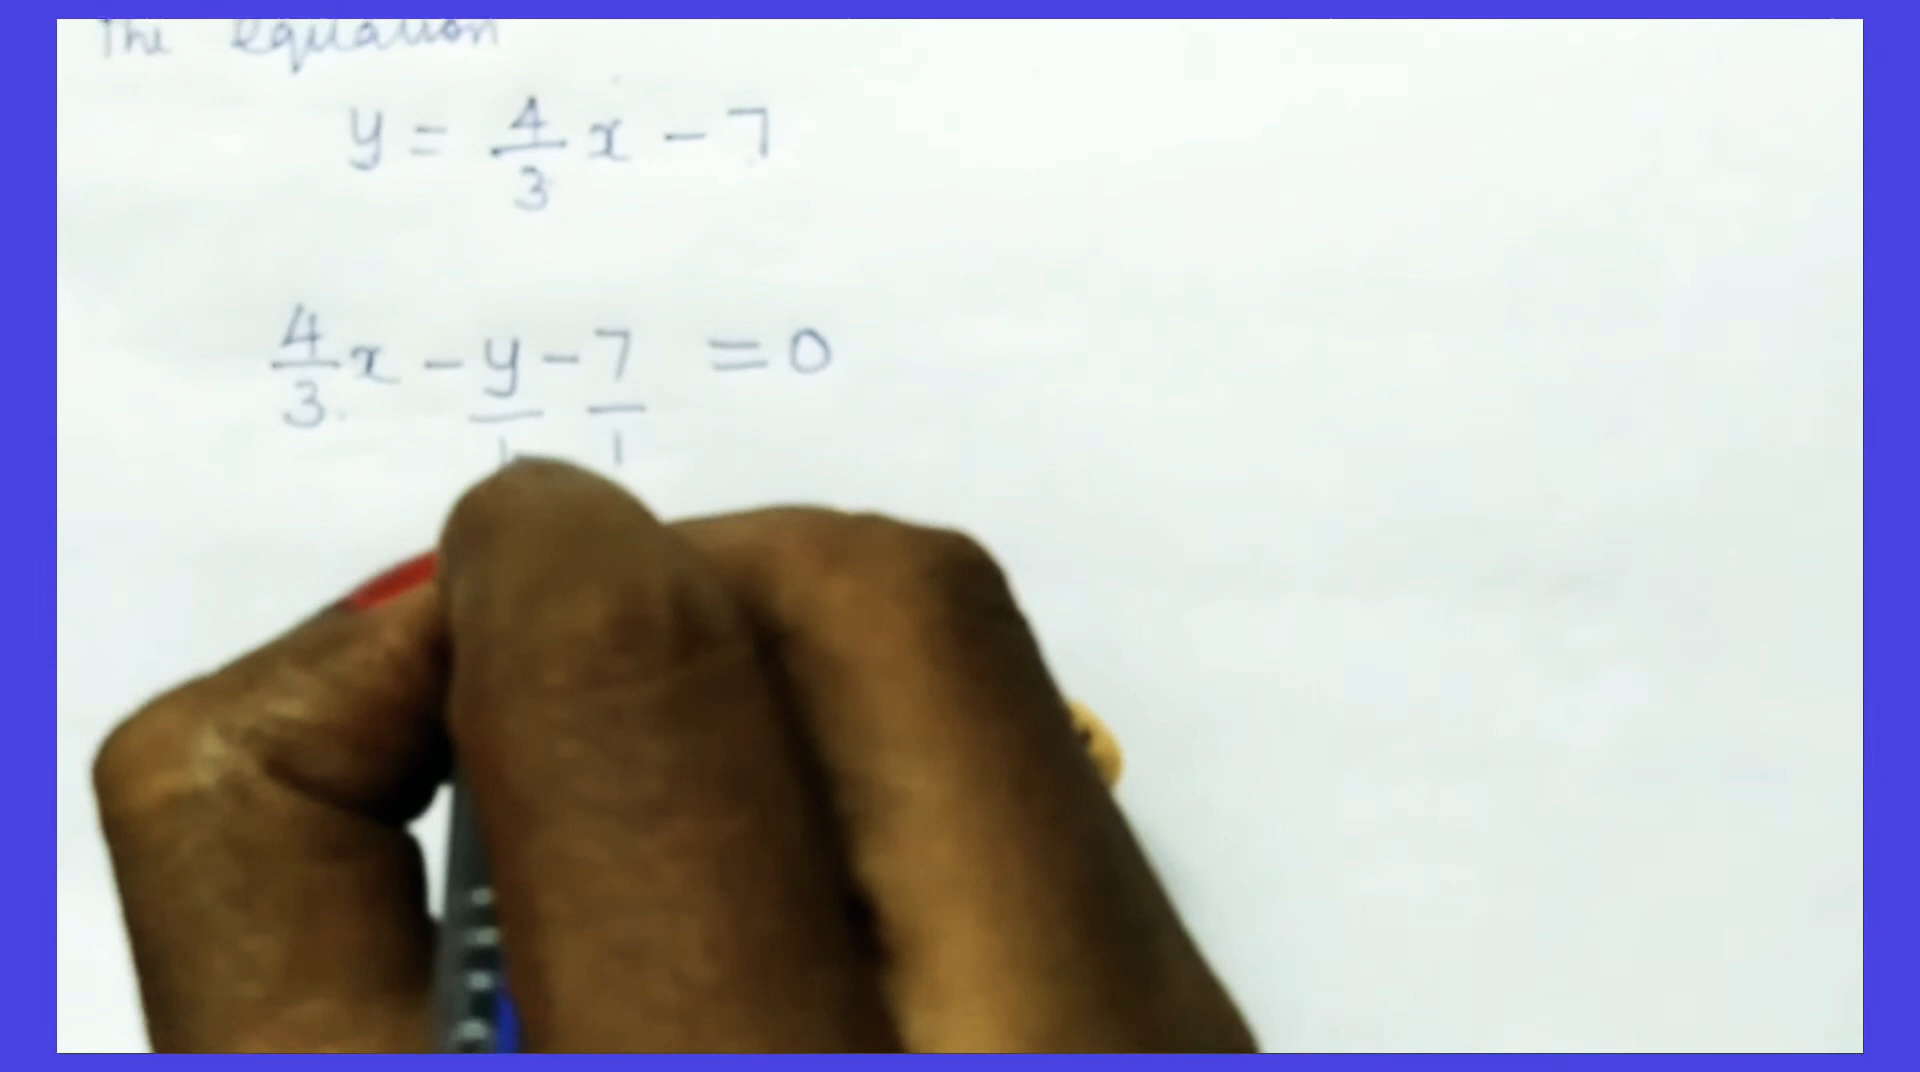 The equation
y = 4/3 x - 7
4/3 x - y/1 - 7/1 = 0